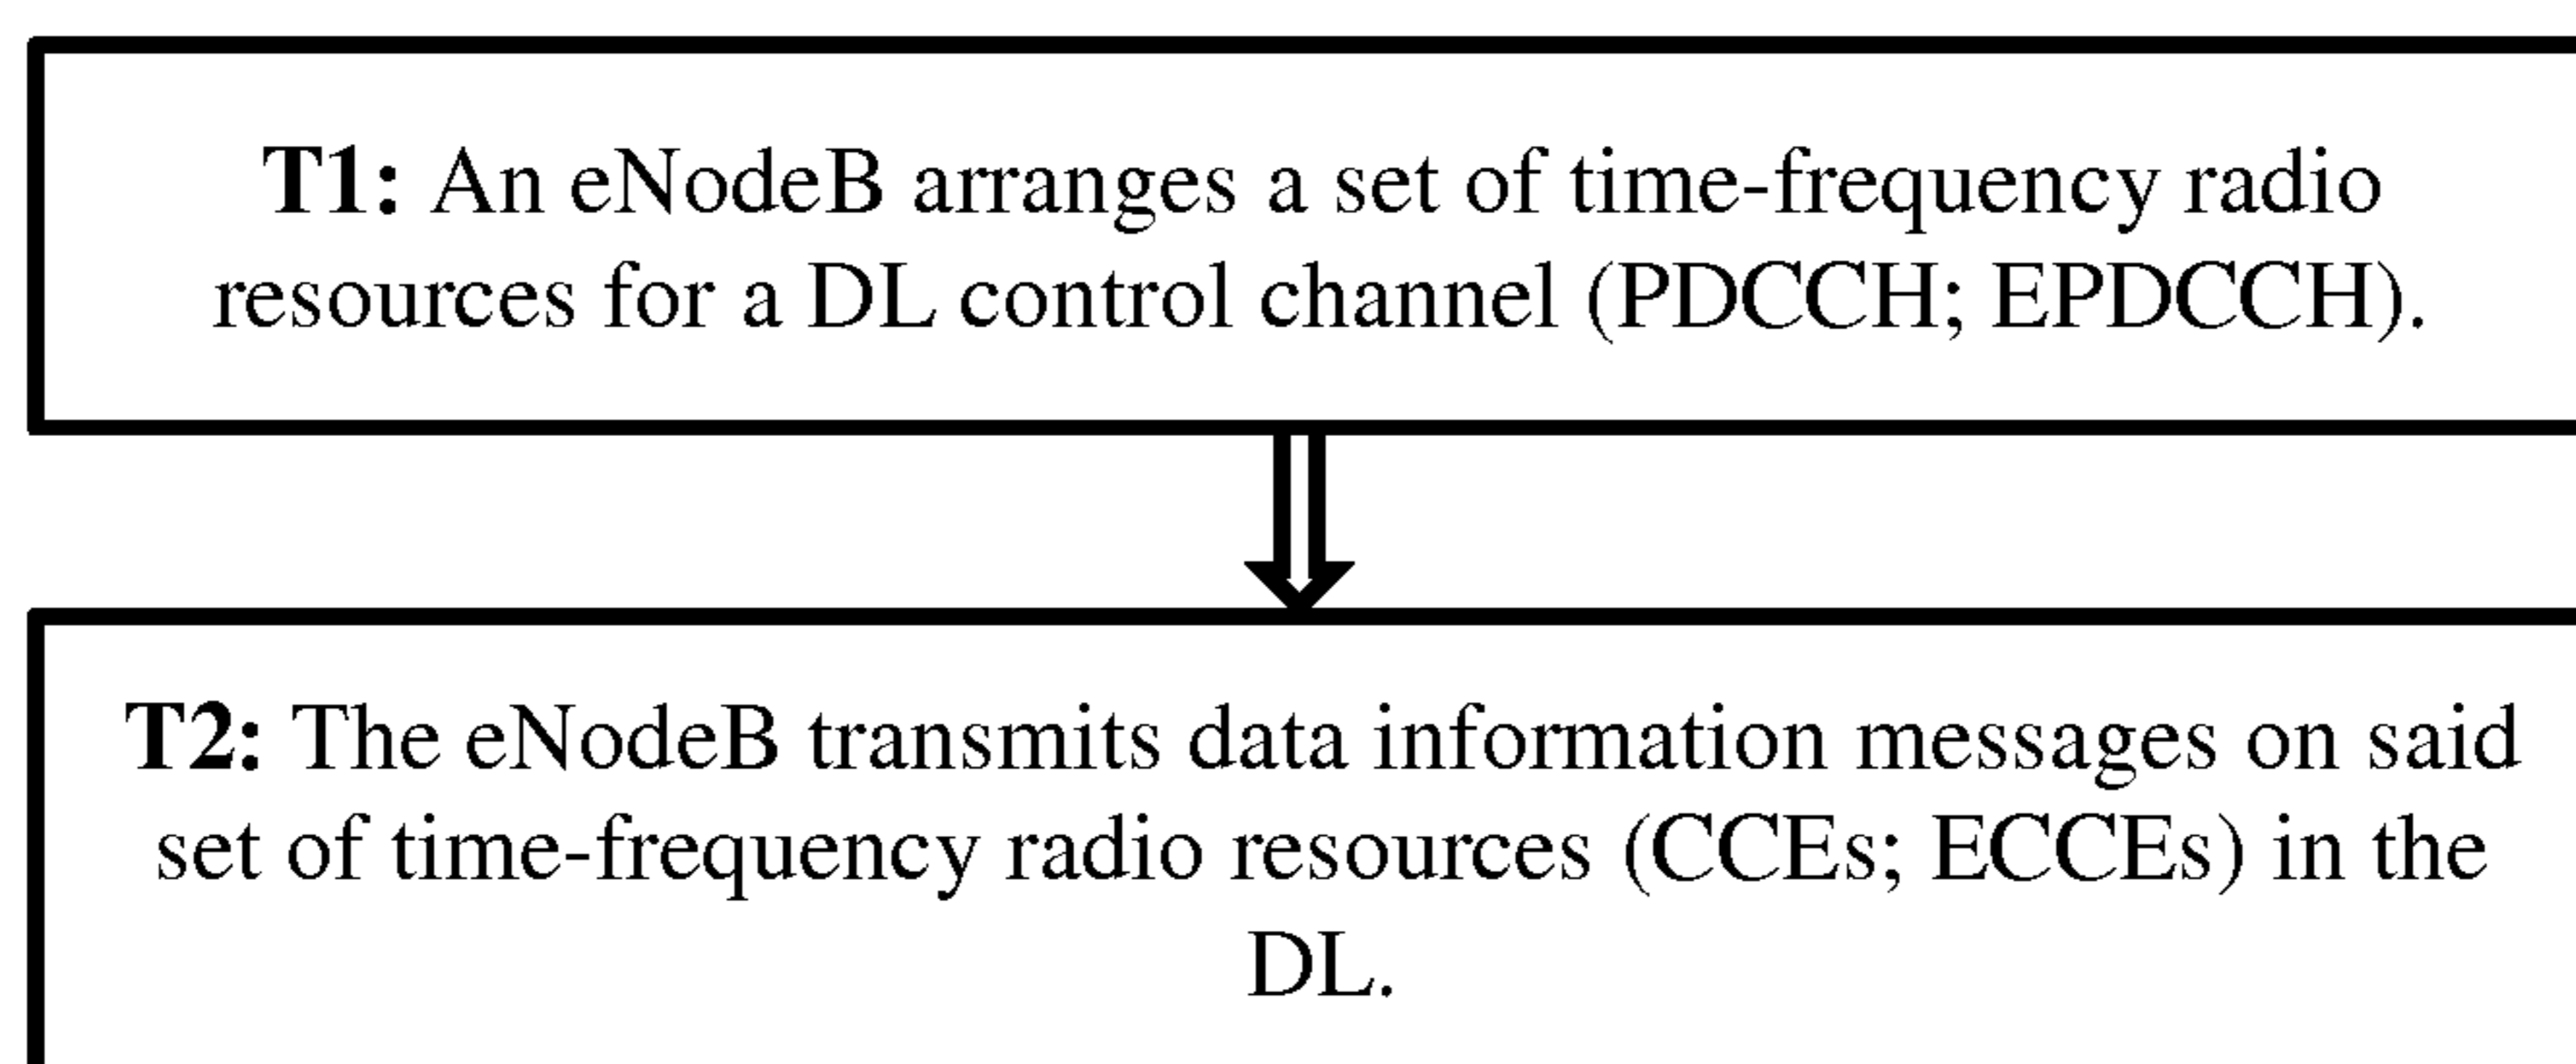 T1: An eNodeB arranges a set of time-frequency radio
resources for a DL control channel (PDCCH; EPDCCH).
T2: The eNodeB transmits data information messages on said
set of time-frequency radio resources (CCEs; ECCEs) in the
DL.